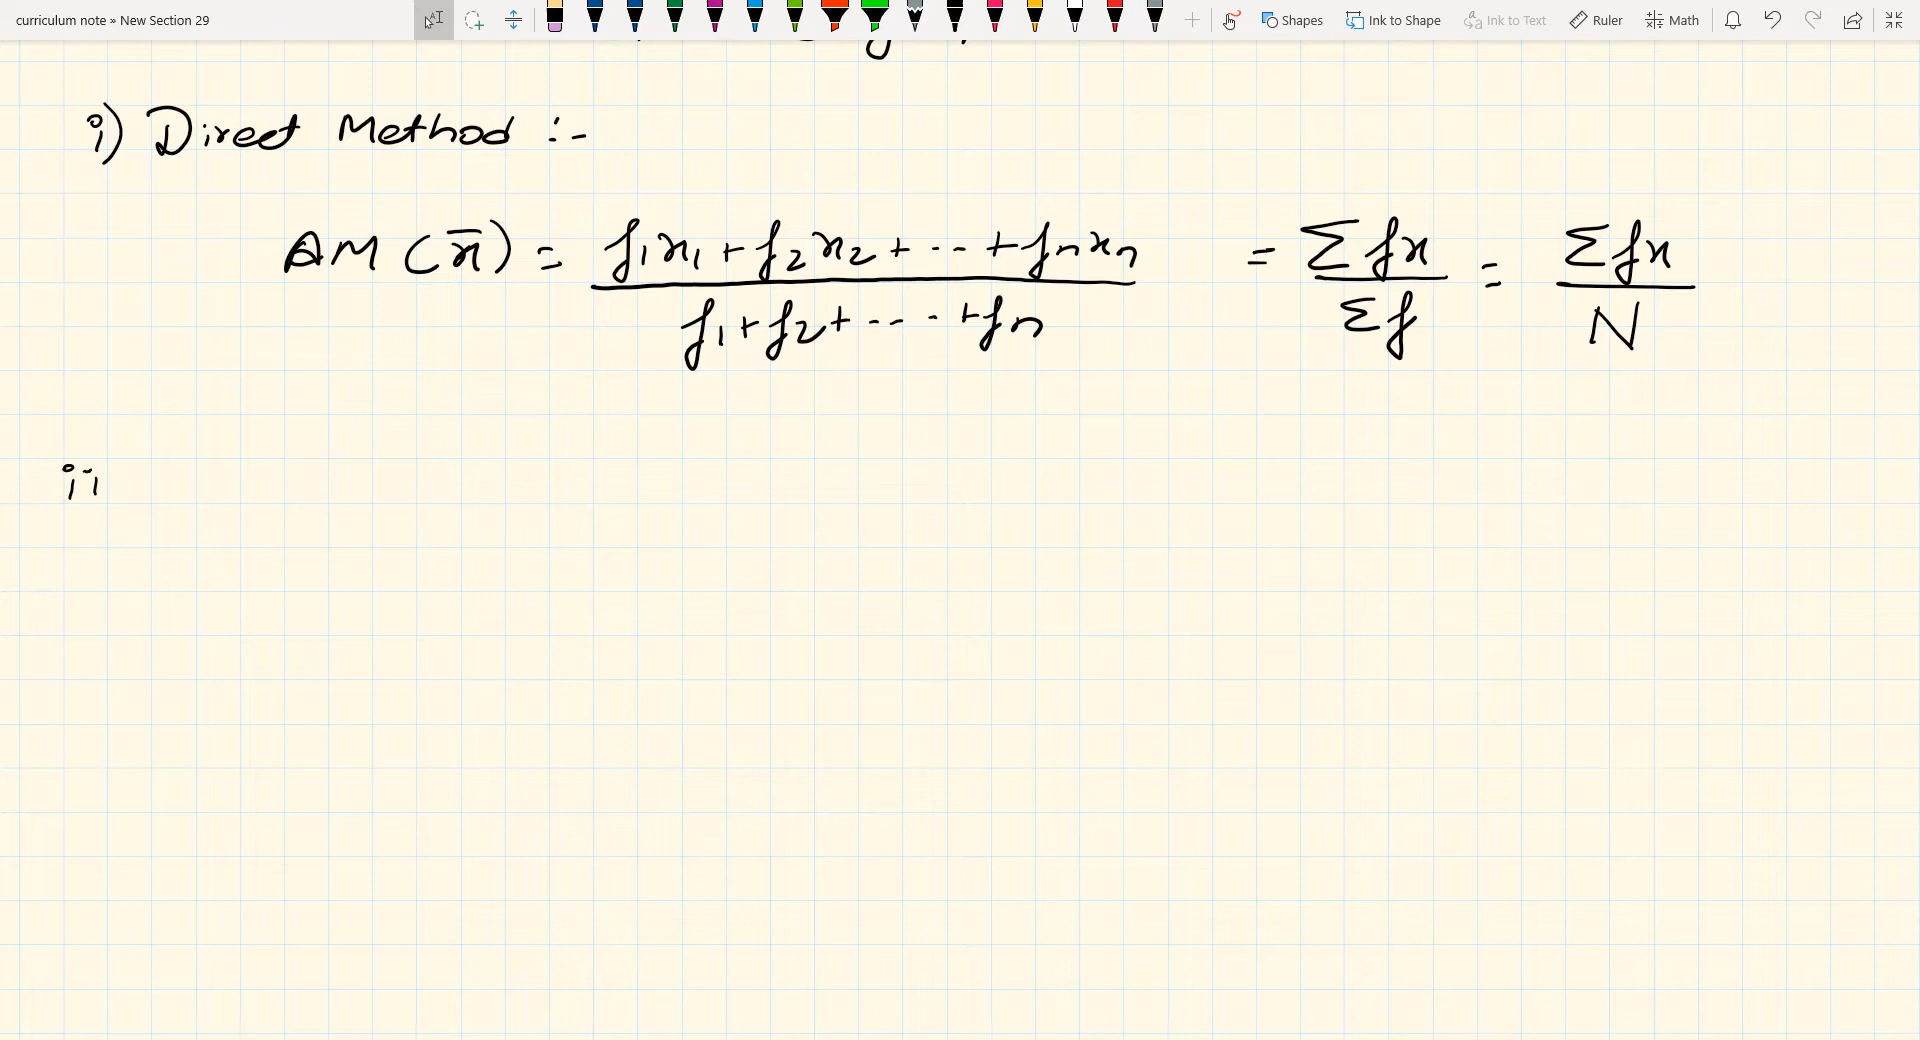 curriculum note » New Section 29
Shapes Ink to Shape Ink to Text Ruler Math
i) Direct Method :-
AM (x̄) = f₁x₁ + f₂x₂ + -- + fₙxₙ / f₁ + f₂ + ---- + fₙ = Σfx / Σf = Σfx / N
ii